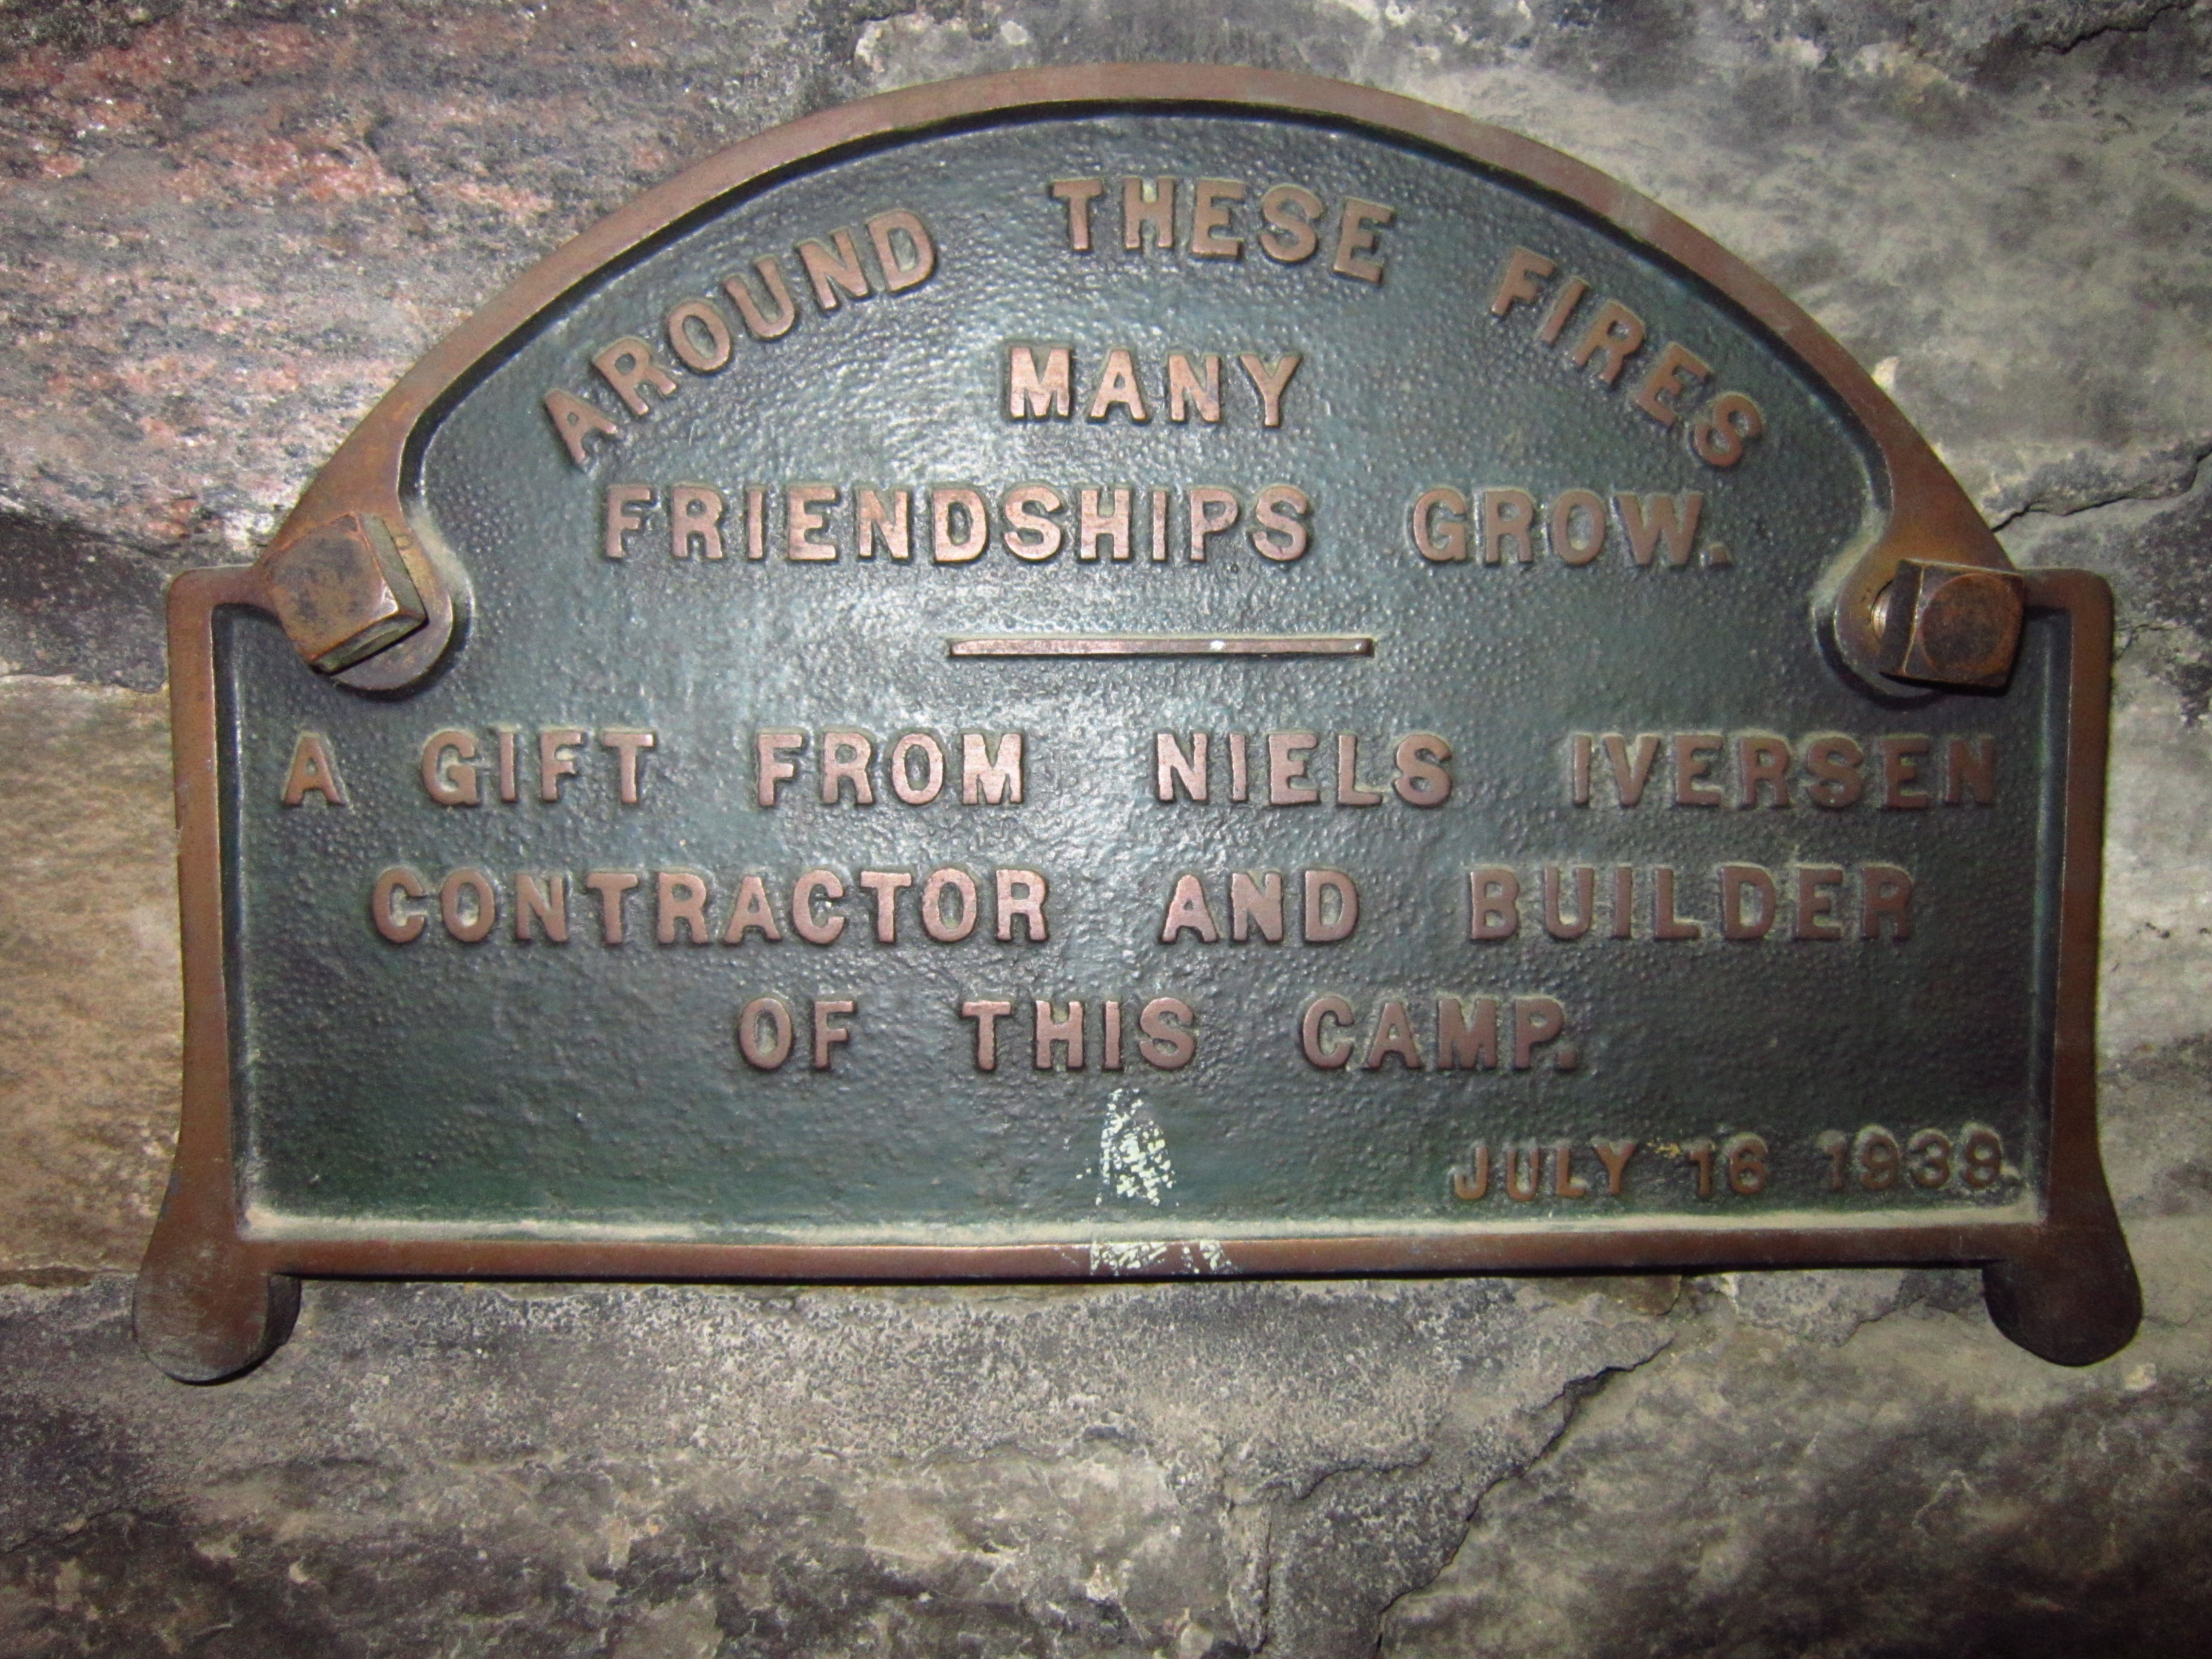 AROUND THESE FIRES
MANY
FRIENDSHIPS GROW.
A GIFT FROM NIELS IVERSEN
CONTRACTOR AND BUILDER
OF THIS CAMP.
JULY 16 1939.